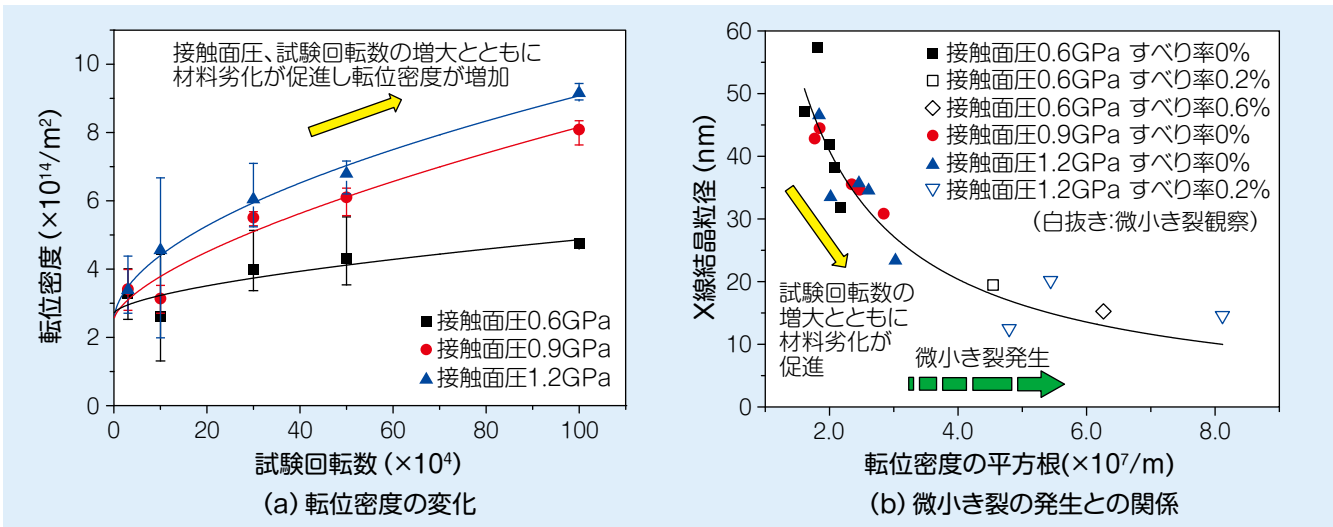 接触面圧、試験回転数の増大とともに
材料劣化が促進し転位密度が増加
転位密度(×10¹⁴/m²)
10
8
6
4
2
0
■接触面圧0.6GPa
●接触面圧0.9GPa
▲接触面圧1.2GPa
0 20 40 60 80 100
試験回転数(×10⁴)
(a)転位密度の変化
X線結晶粒径(nm)
60
50
40
30
20
10
0
■接触面圧0.6GPa すべり率0%
□接触面圧0.6GPa すべり率0.2%
◇接触面圧0.6GPa すべり率0.6%
●接触面圧0.9GPa すべり率0%
▲接触面圧1.2GPa すべり率0%
▽接触面圧1.2GPa すべり率0.2%
(白抜き:微小き裂観察)
試験回転数の
増大とともに
材料劣化が
促進
微小き裂発生
2.0 4.0 6.0 8.0
転位密度の平方根(×10⁷/m)
(b)微小き裂の発生との関係